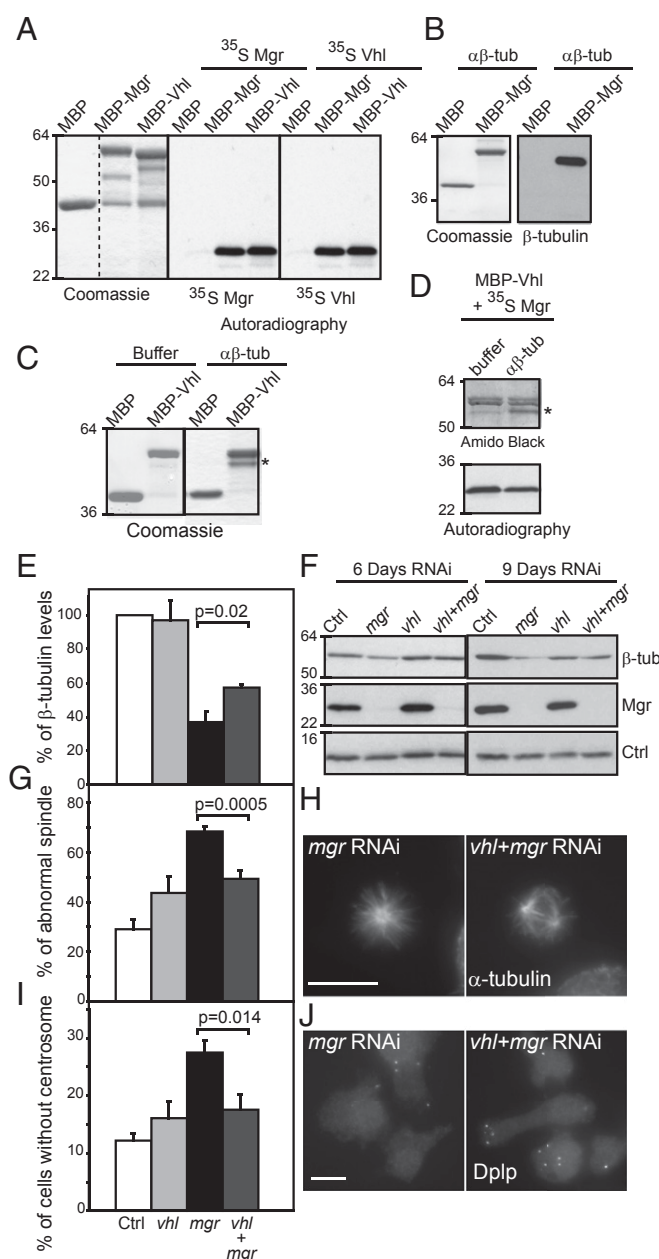 A
35S Mgr 35S Vhl
MBP MBP-Mgr MBP-Vhl MBP MBP-Mgr MBP-Vhl MBP MBP-Mgr MBP-Vhl
64
50
36
22
Coomassie 35S Mgr 35S Vhl
Autoradiography
B
αβ-tub αβ-tub
MBP MBP-Mgr MBP MBP-Mgr
64
36
Coomassie β-tubulin
C
Buffer αβ-tub
MBP MBP-Vhl MBP MBP-Vhl
64
*
36
Coomassie
D
MBP-Vhl
+ 35S Mgr
buffer αβ-tub
64
*
50
Amido Black
36
22
Autoradiography
E
% of β-tubulin levels
100
80
60
40
20
0
p=0.02
F
6 Days RNAi 9 Days RNAi
Ctrl mgr vhl vhl+mgr Ctrl mgr vhl vhl+mgr
64
50
β-tub
36
22
Mgr
16
Ctrl
G
% of abnormal spindle
80
60
40
20
0
p=0.0005
H
mgr RNAi vhl+mgr RNAi
α-tubulin
I
% of cells without centrosome
30
20
10
0
p=0.014
Ctrl vhl mgr vhl + mgr
J
mgr RNAi vhl+mgr RNAi
Dplp